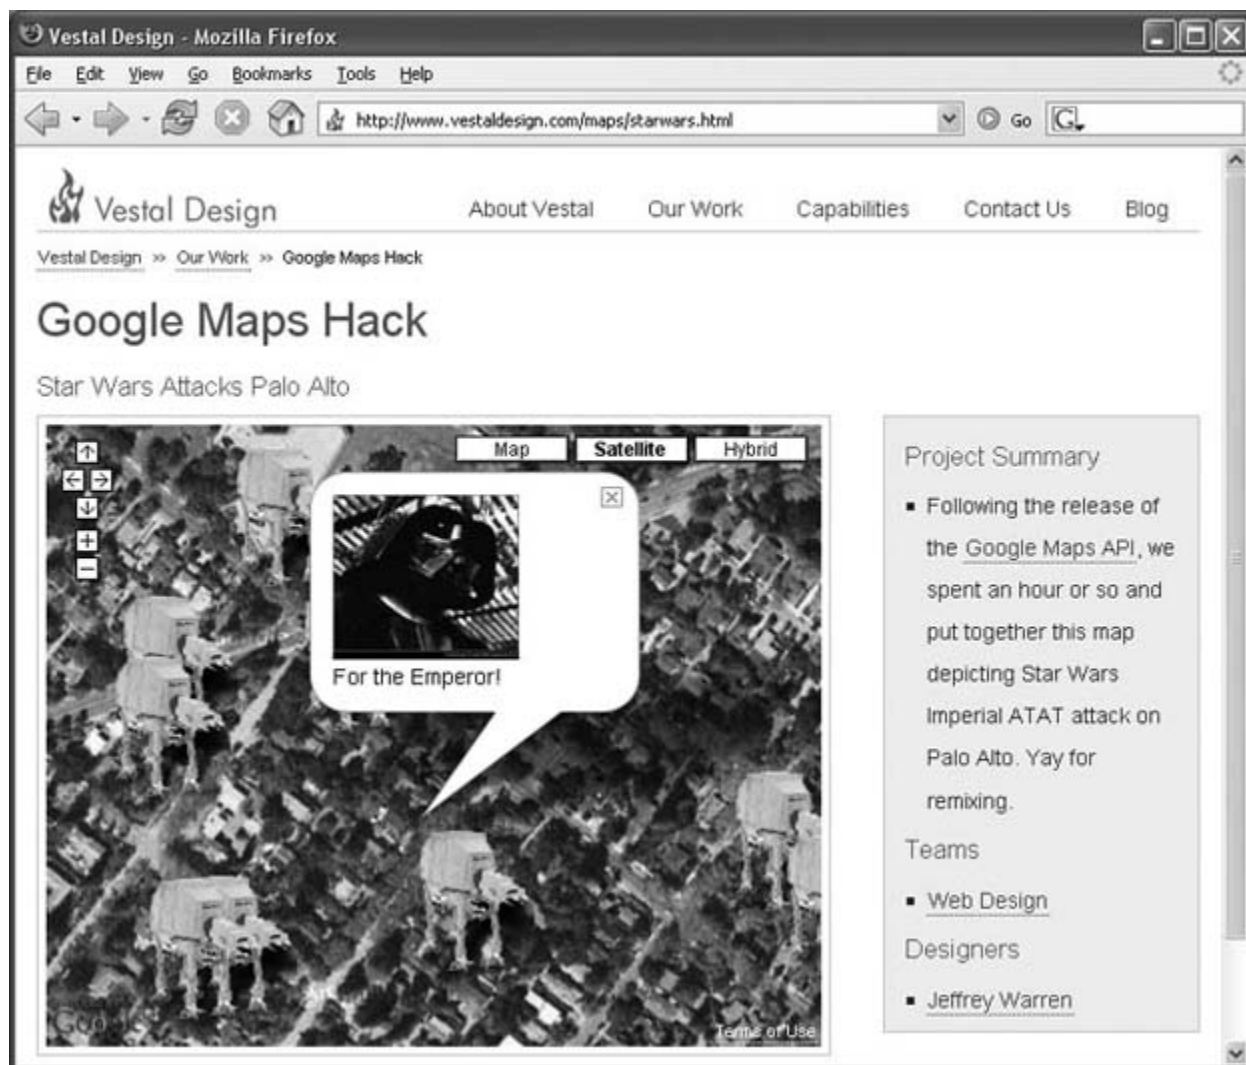 Vestal Design - Mozilla Firefox
File Edit View Go Bookmarks Tools Help
http://www.vestaldesign.com/maps/starwars.html Go G
Vestal Design About Vestal Our Work Capabilities Contact Us Blog
Vestal Design » Our Work » Google Maps Hack
Google Maps Hack
Star Wars Attacks Palo Alto
Map Satellite Hybrid
For the Emperor!
Google
Terms of Use
Project Summary
Following the release of
the Google Maps API, we
spent an hour or so and
put together this map
depicting Star Wars
Imperial ATAT attack on
Palo Alto. Yay for
remixing.
Teams
Web Design
Designers
Jeffrey Warren